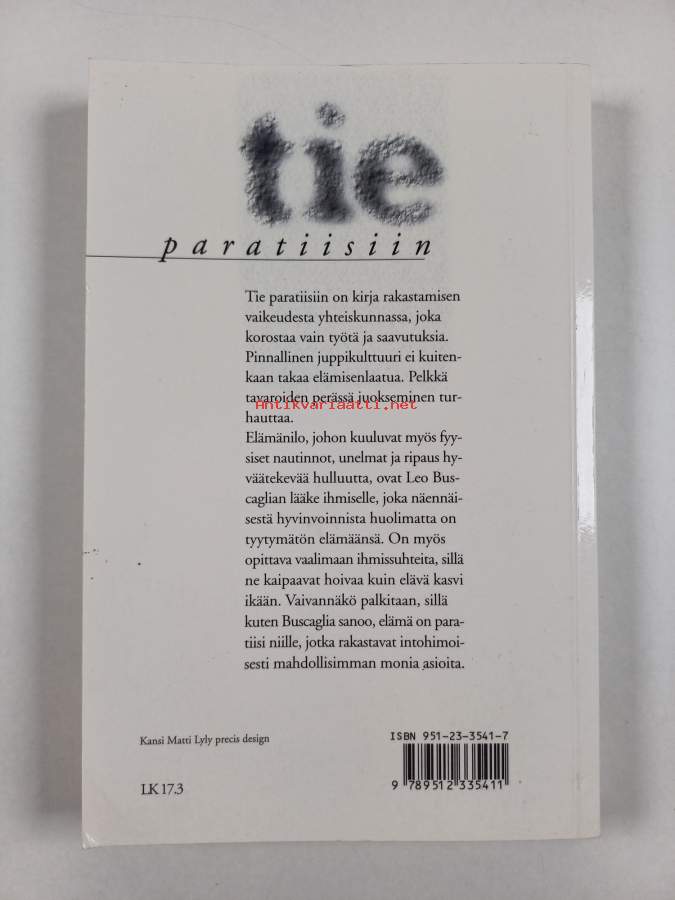 tie
paratiisiin
Tie paratiisiin on kirja rakastamisen
vaikeudesta yhteiskunnassa, joka
korostaa vain työtä ja saavutuksia.
Pinnallinen juppikulttuuri ei kuiten-
kaan takaa elämisenlaatua. Pelkkä
tavaroiden perässä juokseminen tur-
Antikvariaatti.net
hauttaa.
Elämänilo, johon kuuluvat myös fyy-
siset nautinnot, unelmat ja ripaus hy-
väätekevää hulluutta, ovat Leo Bus-
caglian lääke ihmiselle, joka näennäi-
sestä hyvinvoinnista huolimatta on
tyytymätön elämäänsä. On myös
opittava vaalimaan ihmissuhteita, sillä
ne kaipaavat hoivaa kuin elävä kasvi
ikään. Vaivannäkö palkitaan, sillä
kuten Buscaglia sanoo, elämä on para-
tiisi niille, jotka rakastavat intohimoi-
sesti mahdollisimman monia asioita.
Kansi Matti Lyly precis design
LK 17.3
ISBN 951-23-3541-7
9 789512 335411